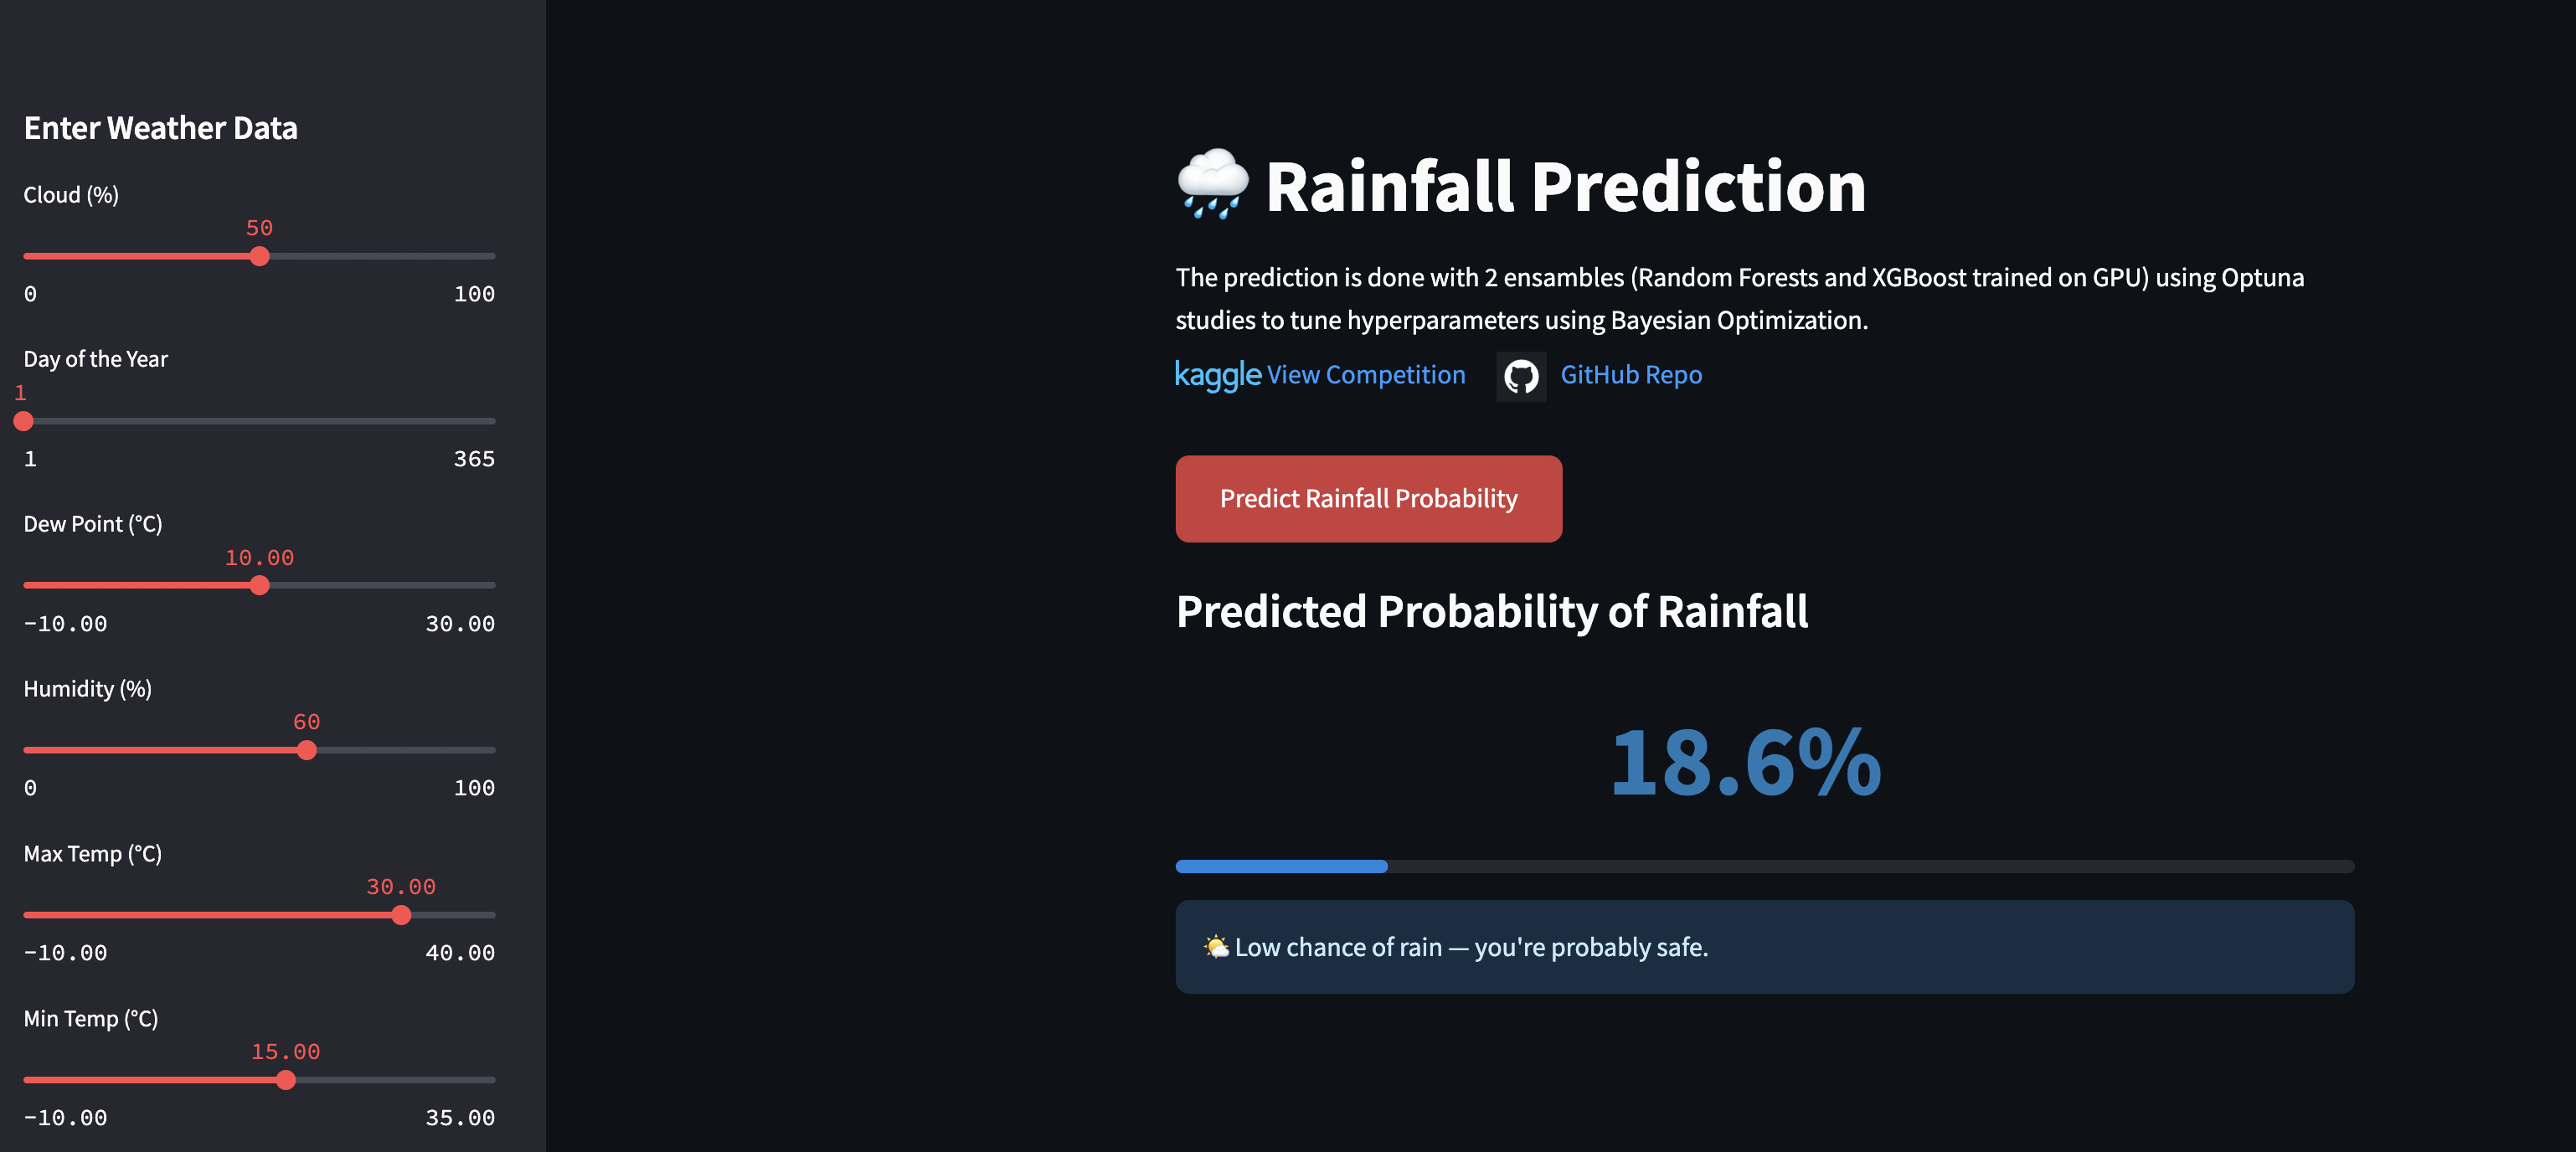 Enter Weather Data
Cloud (%)
50
0 100
Day of the Year
1
1 365
Dew Point (°C)
10.00
-10.00 30.00
Humidity (%)
60
0 100
Max Temp (°C)
30.00
-10.00 40.00
Min Temp (°C)
15.00
-10.00 35.00
Rainfall Prediction
The prediction is done with 2 ensambles (Random Forests and XGBoost trained on GPU) using Optuna
studies to tune hyperparameters using Bayesian Optimization.
kaggle View Competition GitHub Repo
Predict Rainfall Probability
Predicted Probability of Rainfall
18.6%
Low chance of rain — you're probably safe.